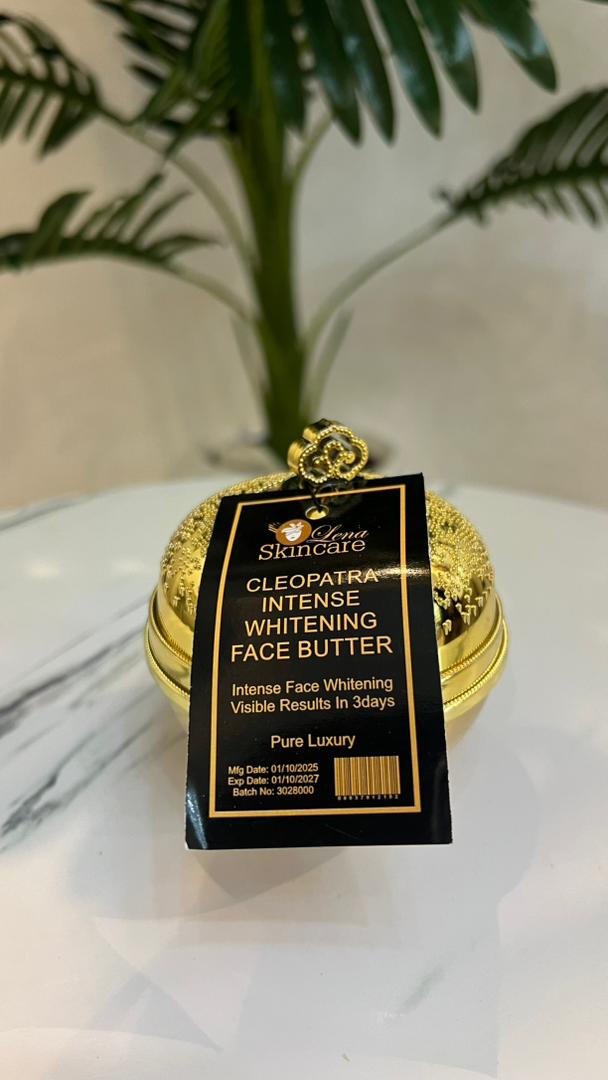 Lena
Skincare
CLEOPATRA
INTENSE
WHITENING
FACE BUTTER
Intense Face Whitening
Visible Results In 3days
Pure Luxury
Mfg Date: 01/10/2025
Exp Date: 01/10/2027
Batch No: 3028000